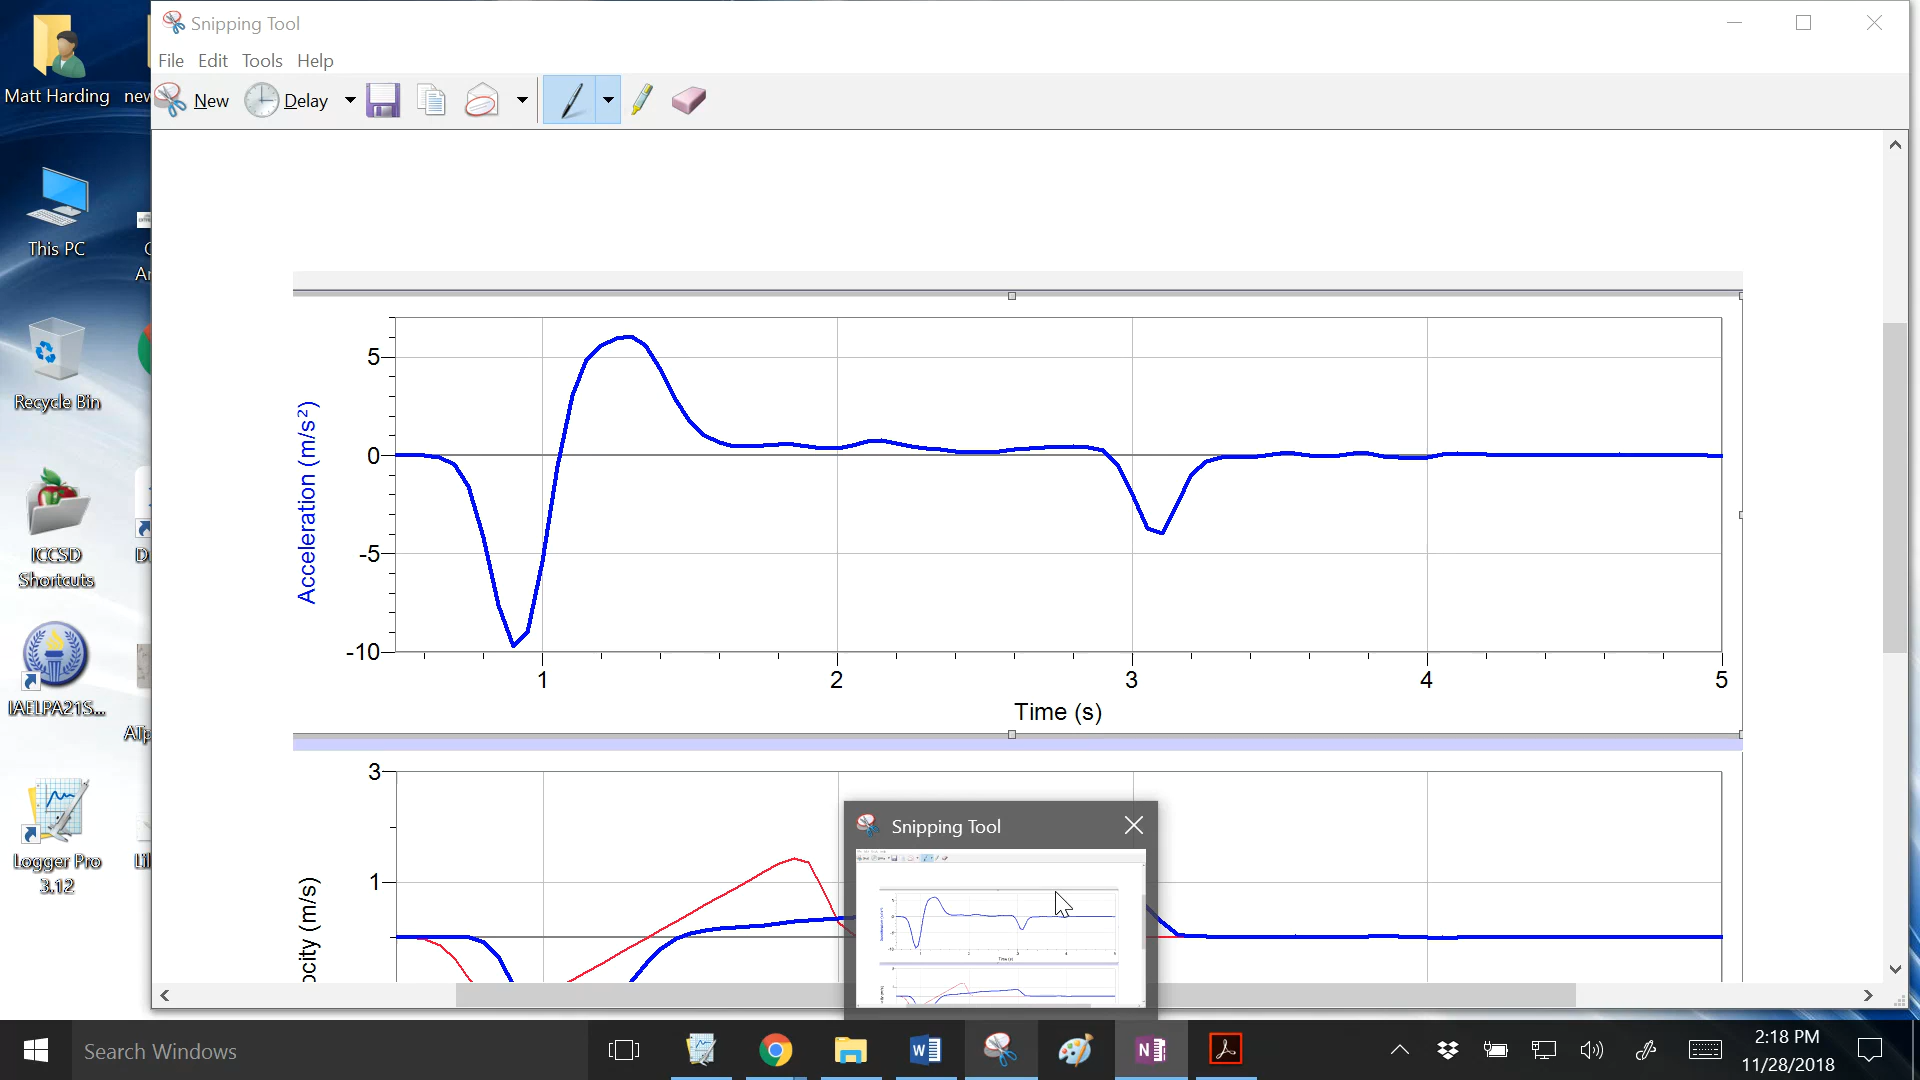 Snipping Tool
File Edit Tools Help
New Delay
Matt Harding
new
This PC
Recycle Bin
ICCSD
Shortcuts
IAELPA21S...
Logger Pro
3.12
5
0
-5
-10
Acceleration (m/s²)
1 2 3 4 5
Time (s)
3
1
ocity (m/s)
Snipping Tool
Search Windows
2:18 PM
11/28/2018